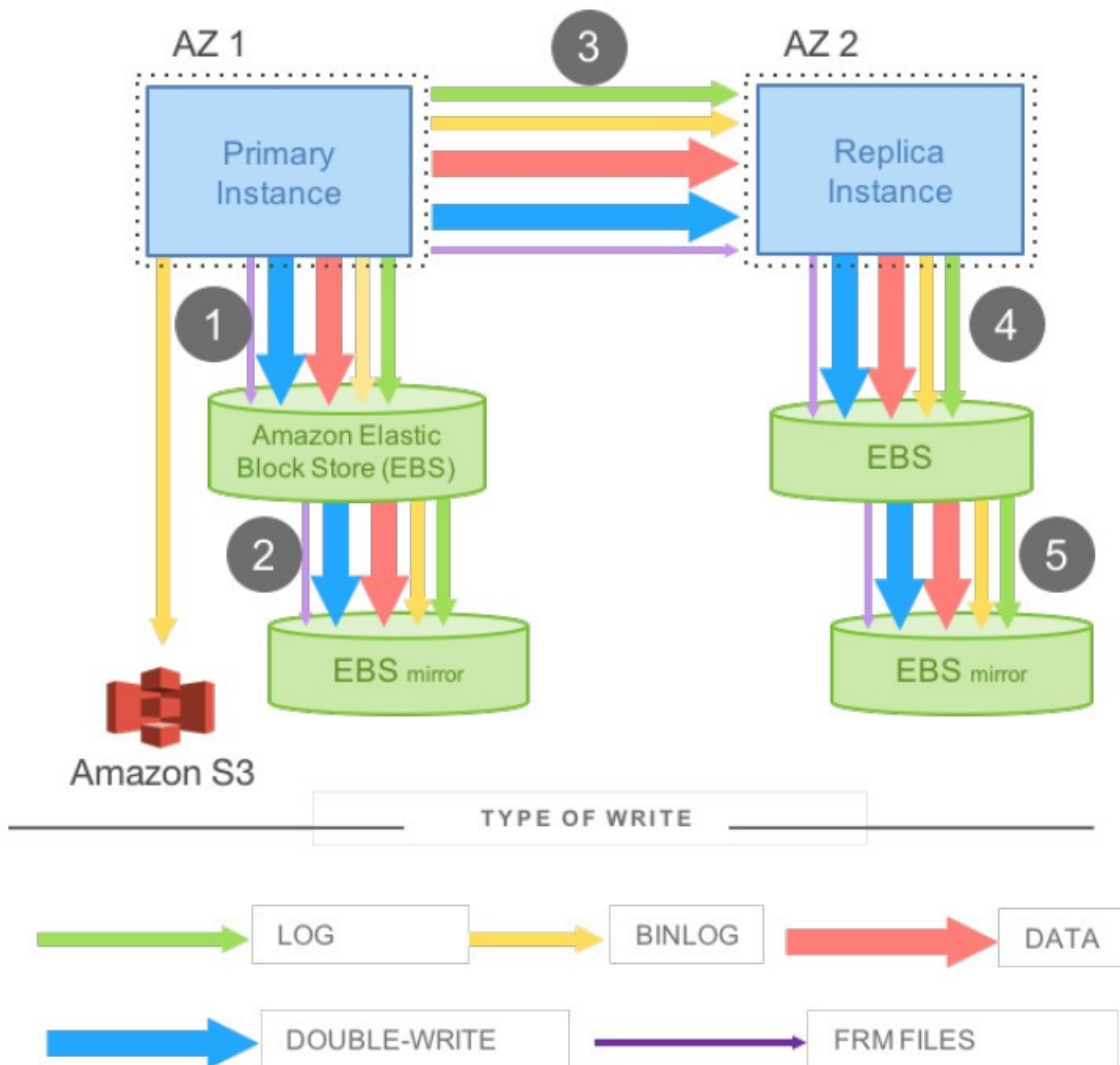 AZ 1
3
AZ 2
Primary
Instance
Replica
Instance
1
4
Amazon Elastic
Block Store (EBS)
EBS
2
5
EBS mirror
EBS mirror
Amazon S3
TYPE OF WRITE
LOG
BINLOG
DATA
DOUBLE-WRITE
FRM FILES